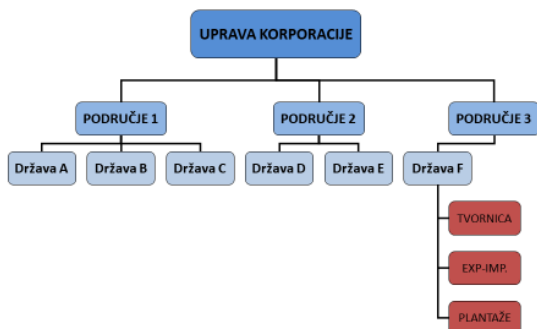 UPRAVA KORPORACIJE
PODRUČJE 1
PODRUČJE 2
PODRUČJE 3
Država A
Država B
Država C
Država D
Država E
Država F
TVORNICA
EXP-IMP.
PLANTAŽE